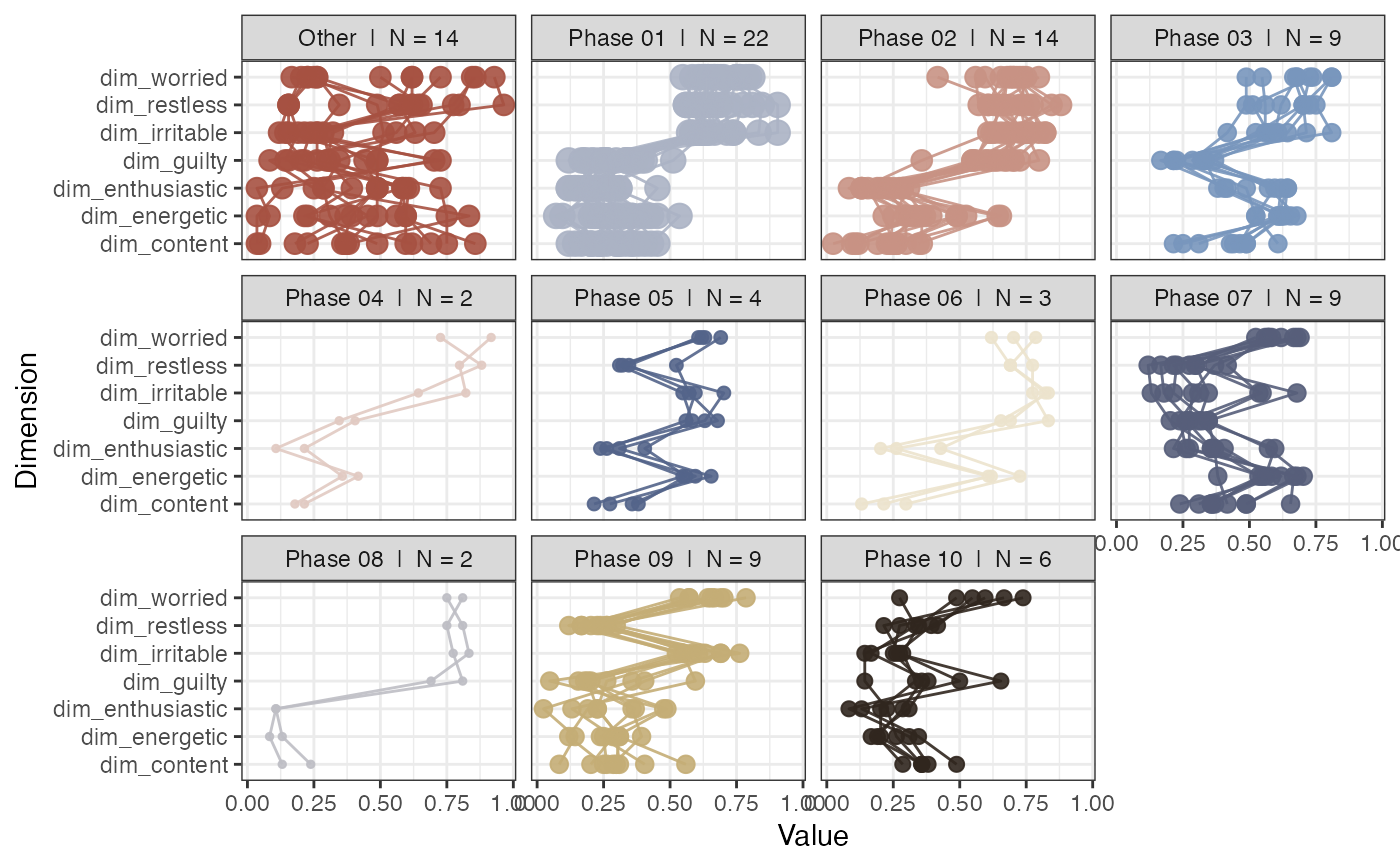 Other | N = 14
Phase 01 | N = 22
Phase 02 | N = 14
Phase 03 | N = 9
dim_worried
dim_restless
dim_irritable
dim_guilty
dim_enthusiastic
dim_energetic
dim_content
Phase 04 | N = 2
Phase 05 | N = 4
Phase 06 | N = 3
Phase 07 | N = 9
dim_worried
dim_restless
dim_irritable
dim_guilty
dim_enthusiastic
dim_energetic
dim_content
0.00 0.25 0.50 0.75 1.00
Phase 08 | N = 2
Phase 09 | N = 9
Phase 10 | N = 6
dim_worried
dim_restless
dim_irritable
dim_guilty
dim_enthusiastic
dim_energetic
dim_content
0.00 0.25 0.50 0.75 1.00
0.00 0.25 0.50 0.75 1.00
0.00 0.25 0.50 0.75 1.00
Value
Dimension